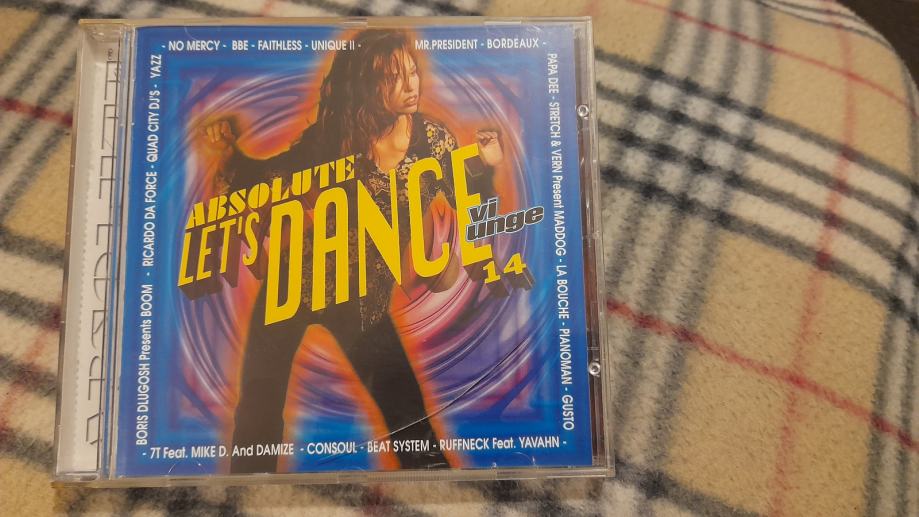 - NO MERCY - BBE - FAITHLESS - UNIQUE II -
MR.PRESIDENT - BORDEAUX -
PAPA DEE - STRETCH & VERN Present MADDOG - LA BOUCHE - PIANOMAN - GUSTO
BORIS DLUGOSH Presents BOOM - RICARDO DA FORCE - QUAD CITY DJ'S - YAZZ
ABSOLUTE
LET'S DANCE
vi
unge
14
- 7T Feat. MIKE D. And DAMIZE - CONSOUL - BEAT SYSTEM - RUFFNECK Feat. YAVAHN -